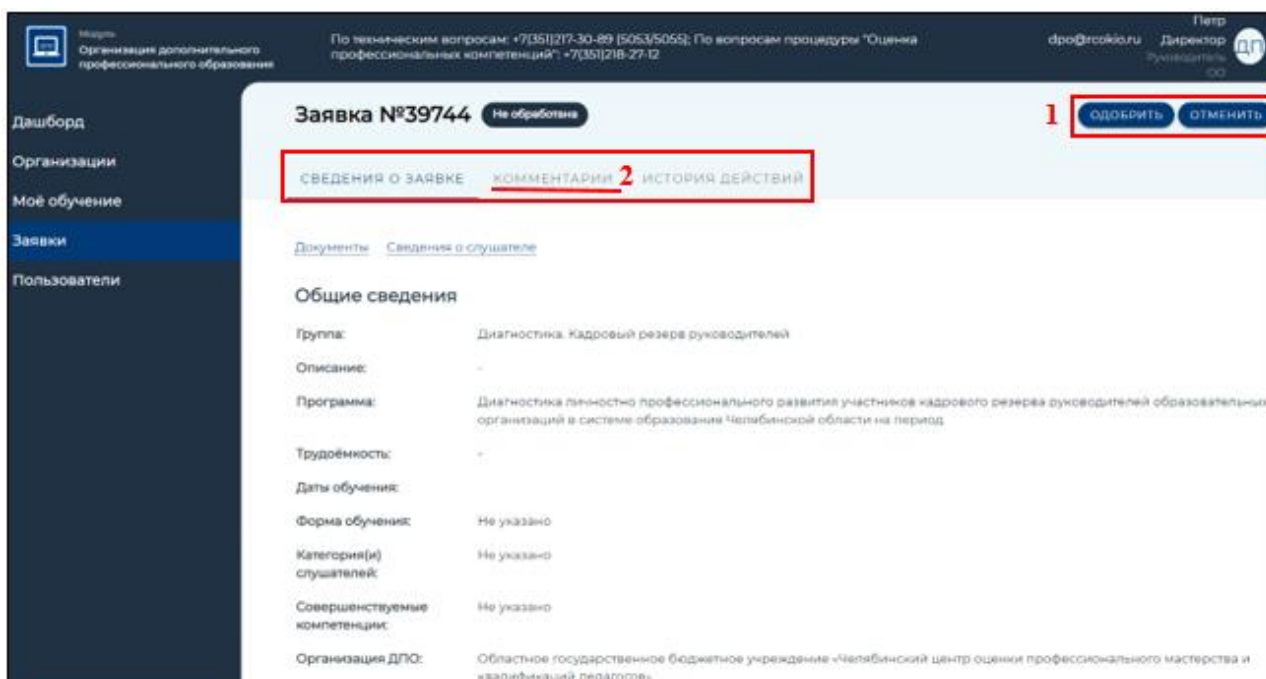 Модуль
Организация дополнительного
профессионального образования
По техническим вопросам: +7(351)217-30-89 (5053/5055); По вопросам процедуры "Оценка
профессиональных компетенций": +7(351)218-27-12
dpo@rcokio.ru
Петр
Директор
Руководитель
ОО
ДП
Дашборд
Организации
Моё обучение
Заявки
Пользователи
Заявка №39744 Не обработана
1 ОДОБРИТЬ ОТМЕНИТЬ
СВЕДЕНИЯ О ЗАЯВКЕ КОММЕНТАРИИ 2 ИСТОРИЯ ДЕЙСТВИЙ
Документы Сведения о слушателе
Общие сведения
Группа: Диагностика. Кадровый резерв руководителей
Описание: -
Программа: Диагностика личностно профессионального развития участников кадрового резерва руководителей образовательных
организаций в системе образования Челябинской области на период
Трудоёмкость: -
Даты обучения:
Форма обучения: Не указано
Категория(и) Не указано
слушателей:
Совершенствуемые Не указано
компетенции:
Организация ДПО: Областное государственное бюджетное учреждение «Челябинский центр оценки профессионального мастерства и
квалификаций педагогов»